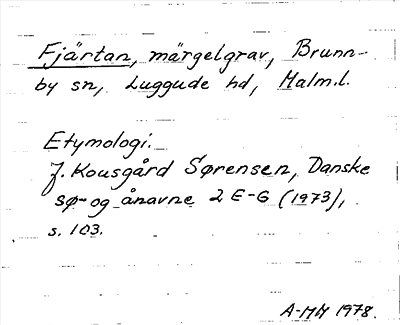 Fjärtan, märgelgrav, Brunn-
by sn, Luggude hd, Malm.l.
Etymologi.
J. Kousgård Sørensen, Danske
sø- og ånavne 2 E-G (1973),
s. 103.
A-MM 1978.